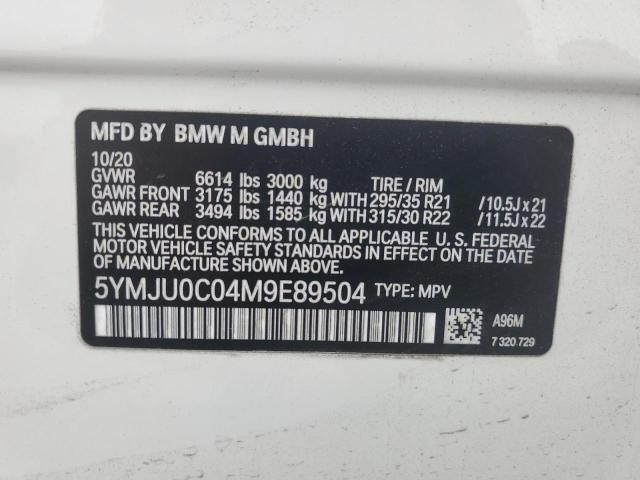 MFD BY BMW M GMBH
10/20
GVWR 6614 lbs 3000 kg TIRE / RIM
GAWR FRONT 3175 lbs 1440 kg WITH 295/35 R21 /10.5J x 21
GAWR REAR 3494 lbs 1585 kg WITH 315/30 R22 /11.5J x 22
THIS VEHICLE CONFORMS TO ALL APPLICABLE U. S. FEDERAL
MOTOR VEHICLE SAFETY STANDARDS IN EFFECT ON THE DATE
OF MANUFACTURE SHOWN ABOVE.
5YMJU0C04M9E89504 TYPE: MPV
A96M
7 320 729